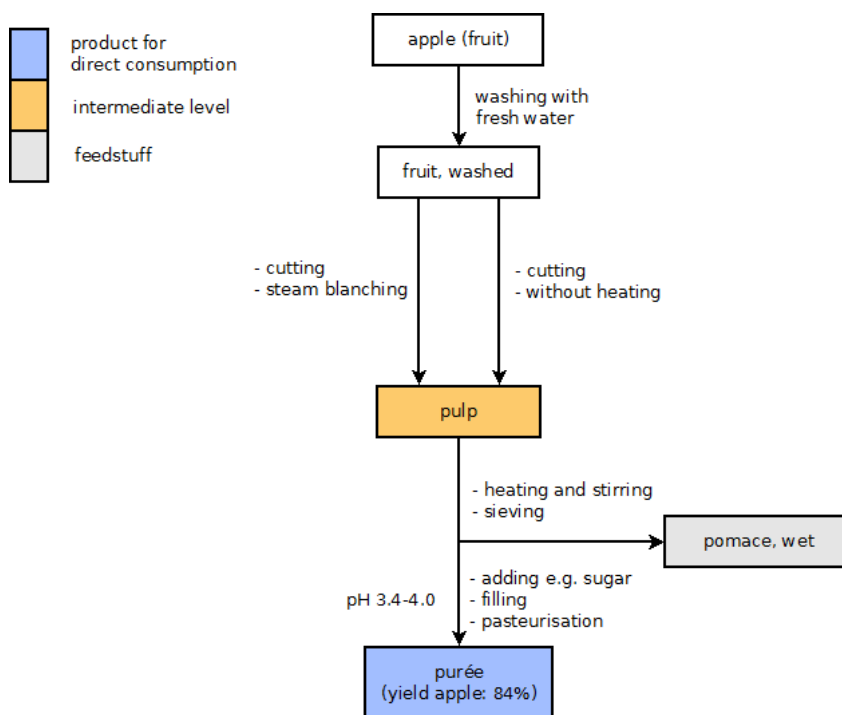 product for
direct consumption
intermediate level
feedstuff
apple (fruit)
washing with
fresh water
fruit, washed
- cutting
- steam blanching
- cutting
- without heating
pulp
- heating and stirring
- sieving
pomace, wet
pH 3.4-4.0
- adding e.g. sugar
- filling
- pasteurisation
purée
(yield apple: 84%)